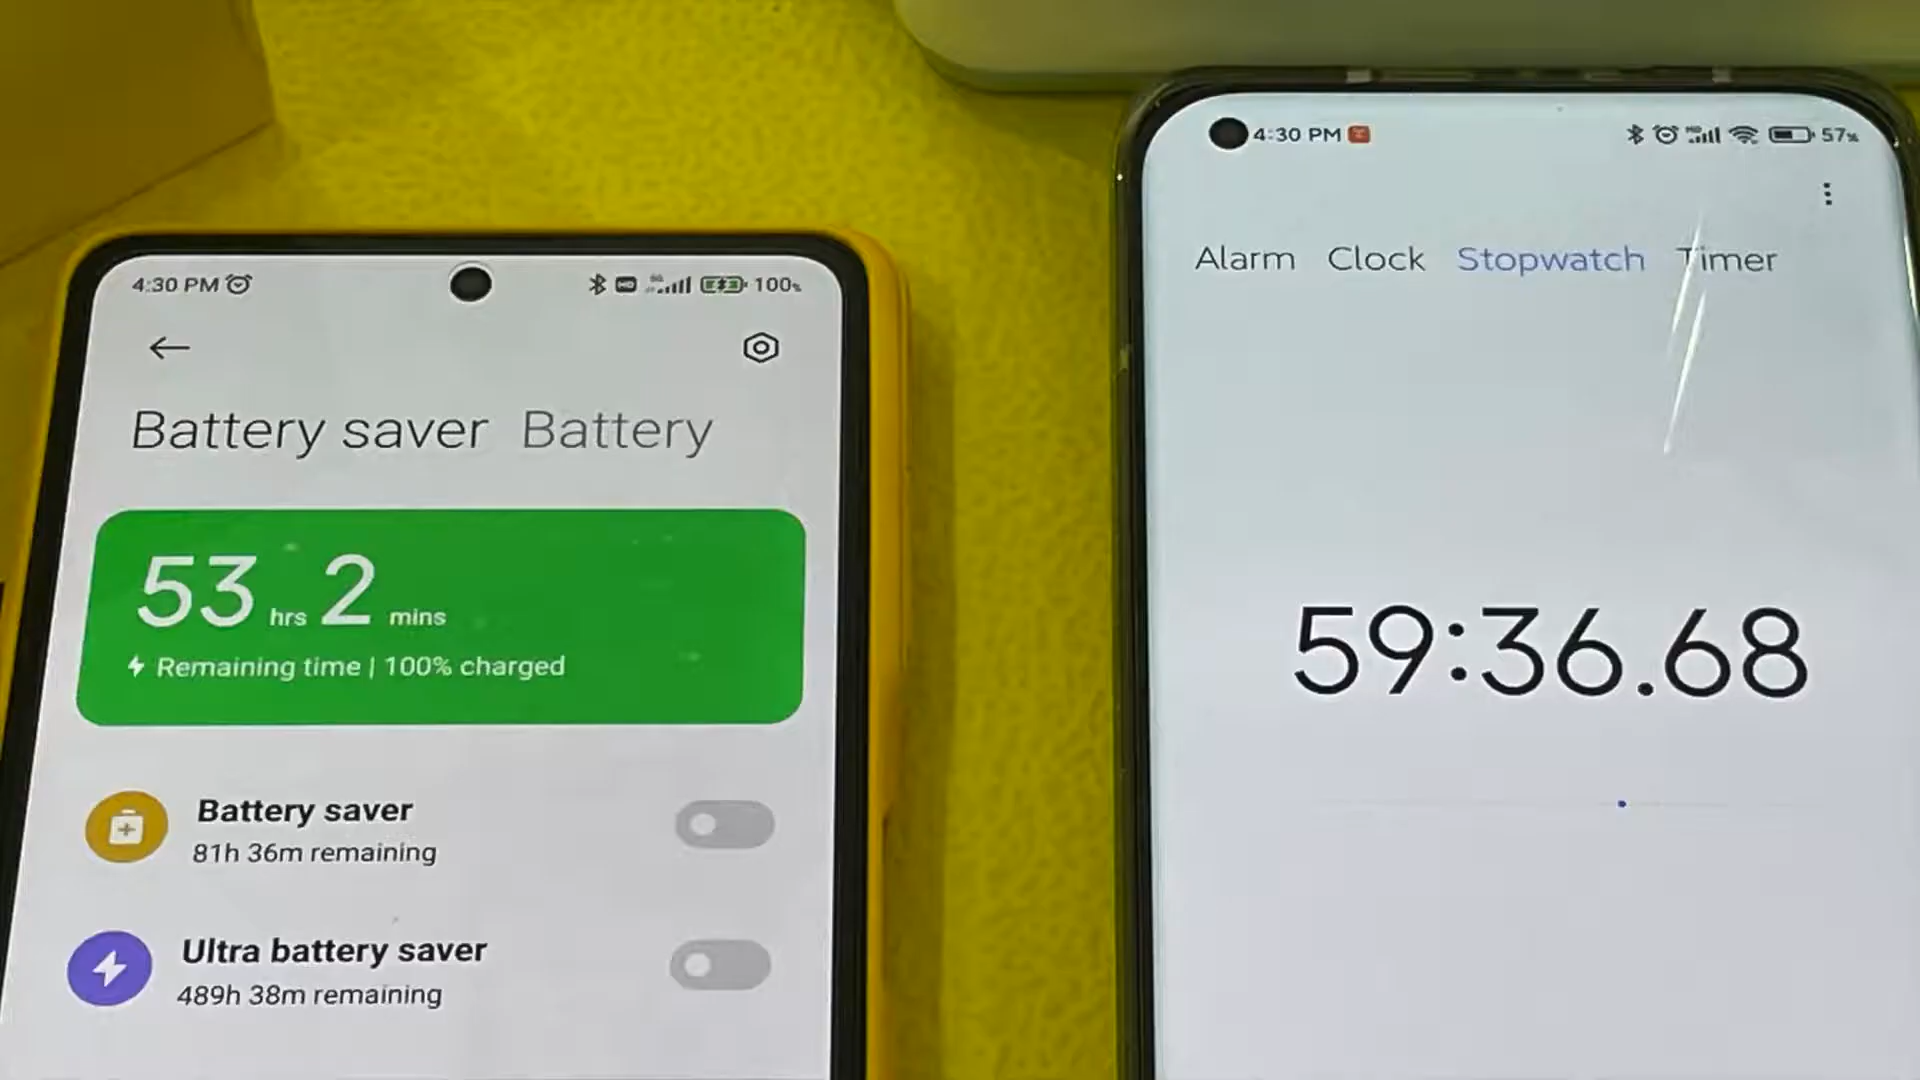 4:30 PM
100%
Battery saver Battery
53 hrs 2 mins
Remaining time | 100% charged
Battery saver
81h 36m remaining
Ultra battery saver
489h 38m remaining
4:30 PM
57%
Alarm Clock Stopwatch Timer
59:36.68